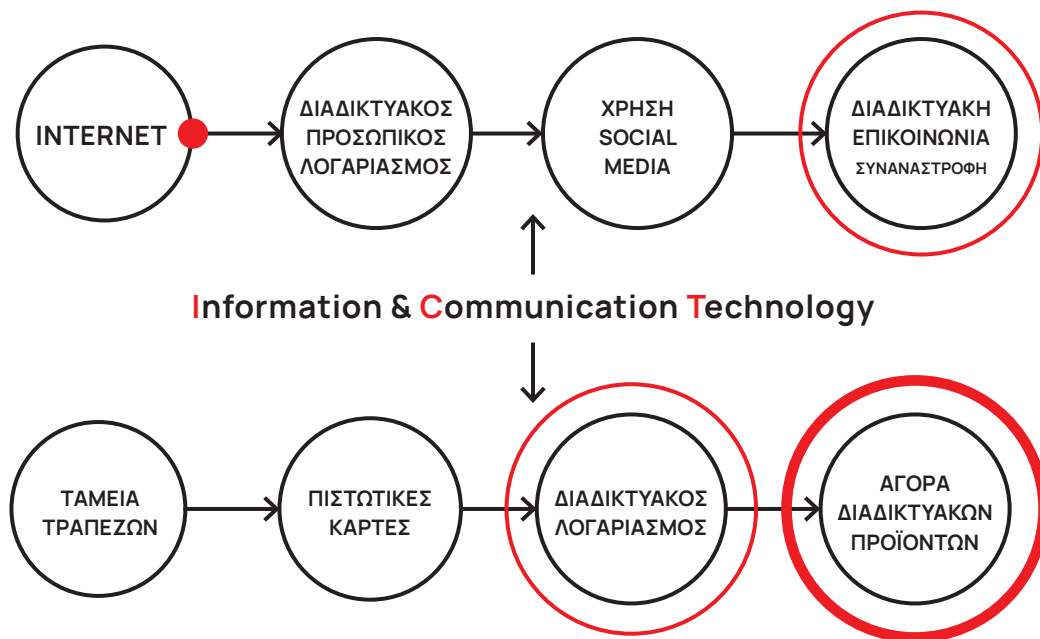 INTERNET
ΔΙΑΔΙΚΤΥΑΚΟΣ
ΠΡΟΣΩΠΙΚΟΣ
ΛΟΓΑΡΙΑΣΜΟΣ
ΧΡΗΣΗ
SOCIAL
MEDIA
ΔΙΑΔΙΚΤΥΑΚΗ
ΕΠΙΚΟΙΝΩΝΙΑ
ΣΥΝΑΝΑΣΤΡΟΦΗ
Information & Communication Technology
ΤΑΜΕΙΑ
ΤΡΑΠΕΖΩΝ
ΠΙΣΤΩΤΙΚΕΣ
ΚΑΡΤΕΣ
ΔΙΑΔΙΚΤΥΑΚΟΣ
ΛΟΓΑΡΙΑΣΜΟΣ
ΑΓΟΡΑ
ΔΙΑΔΙΚΤΥΑΚΩΝ
ΠΡΟΪΟΝΤΩΝ